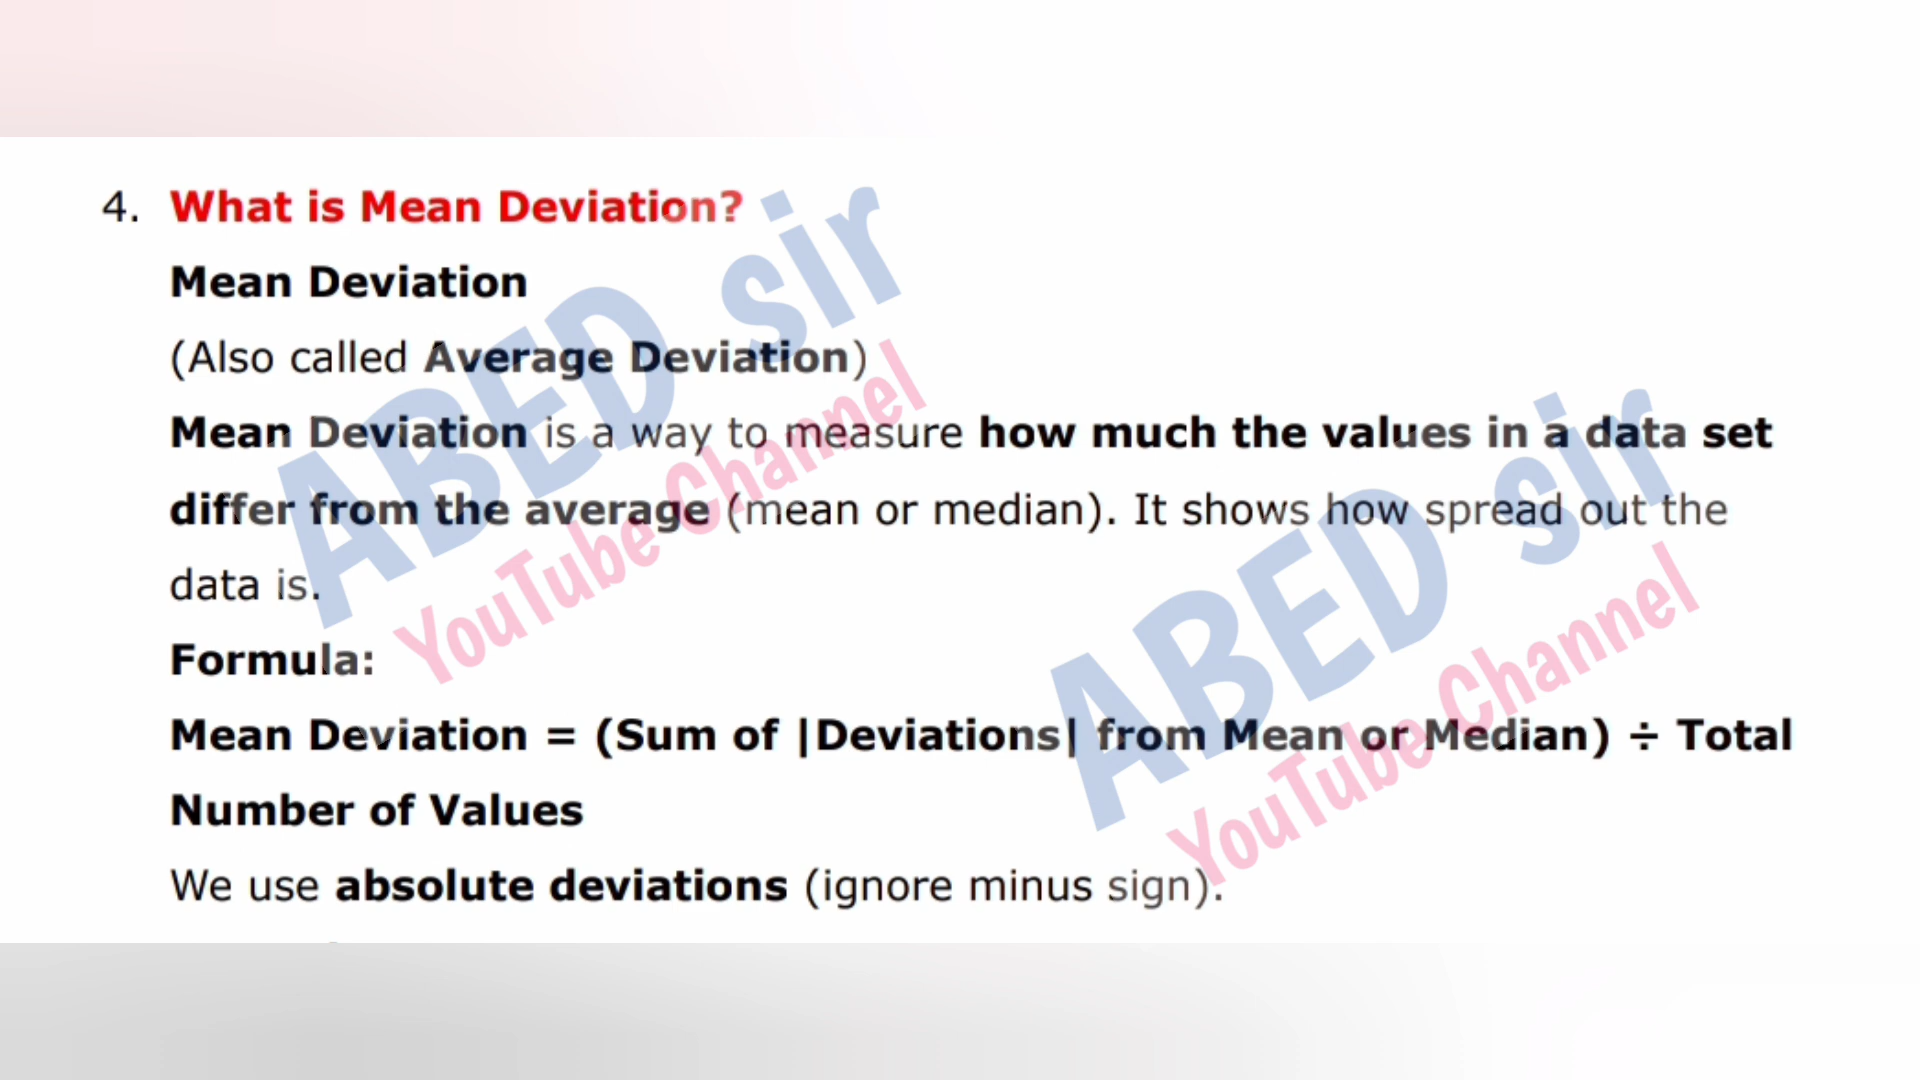 4. What is Mean Deviation?
Mean Deviation
(Also called Average Deviation)
Mean Deviation is a way to measure how much the values in a data set
differ from the average (mean or median). It shows how spread out the
data is.
Formula:
Mean Deviation = (Sum of |Deviations| from Mean or Median) ÷ Total
Number of Values
We use absolute deviations (ignore minus sign).
ABED sir
YouTube Channel
ABED sir
YouTube Channel